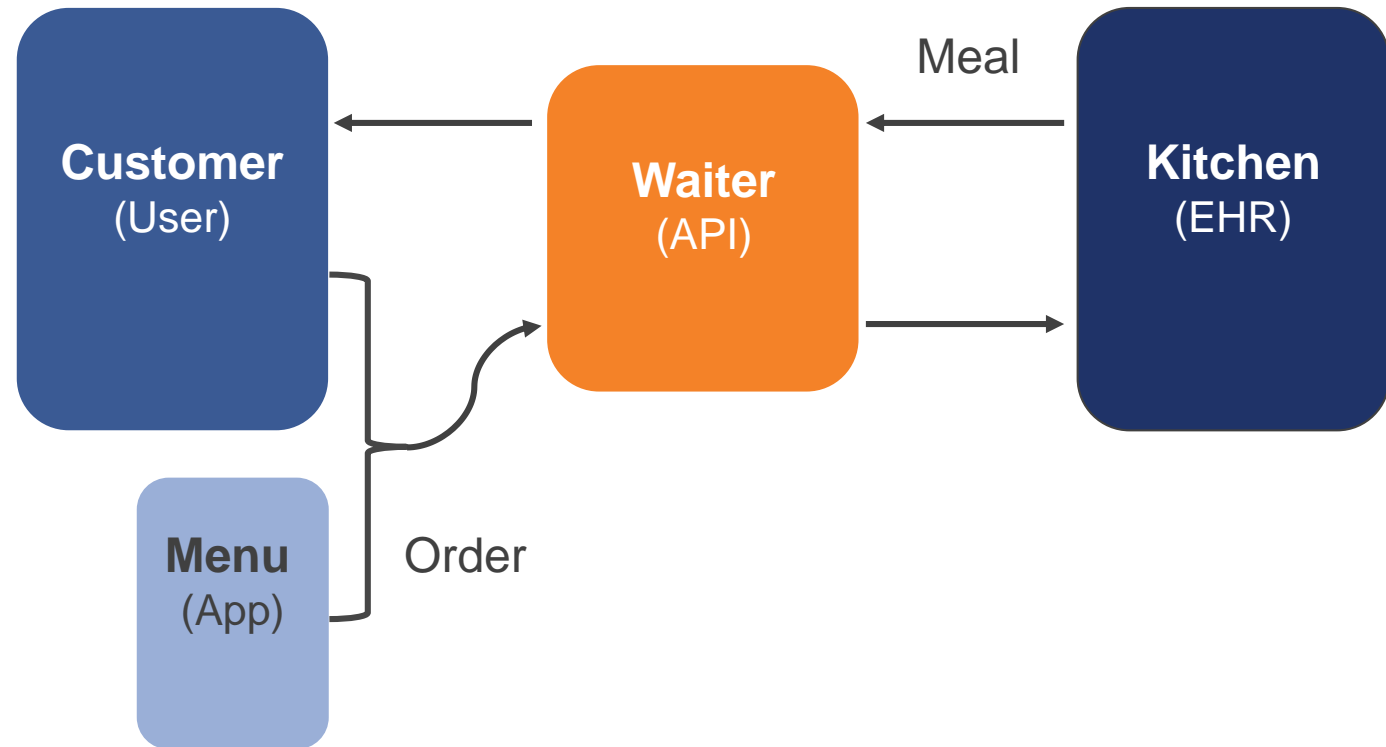 Meal
Customer
(User)
Waiter
(API)
Kitchen
(EHR)
Menu
(App)
Order